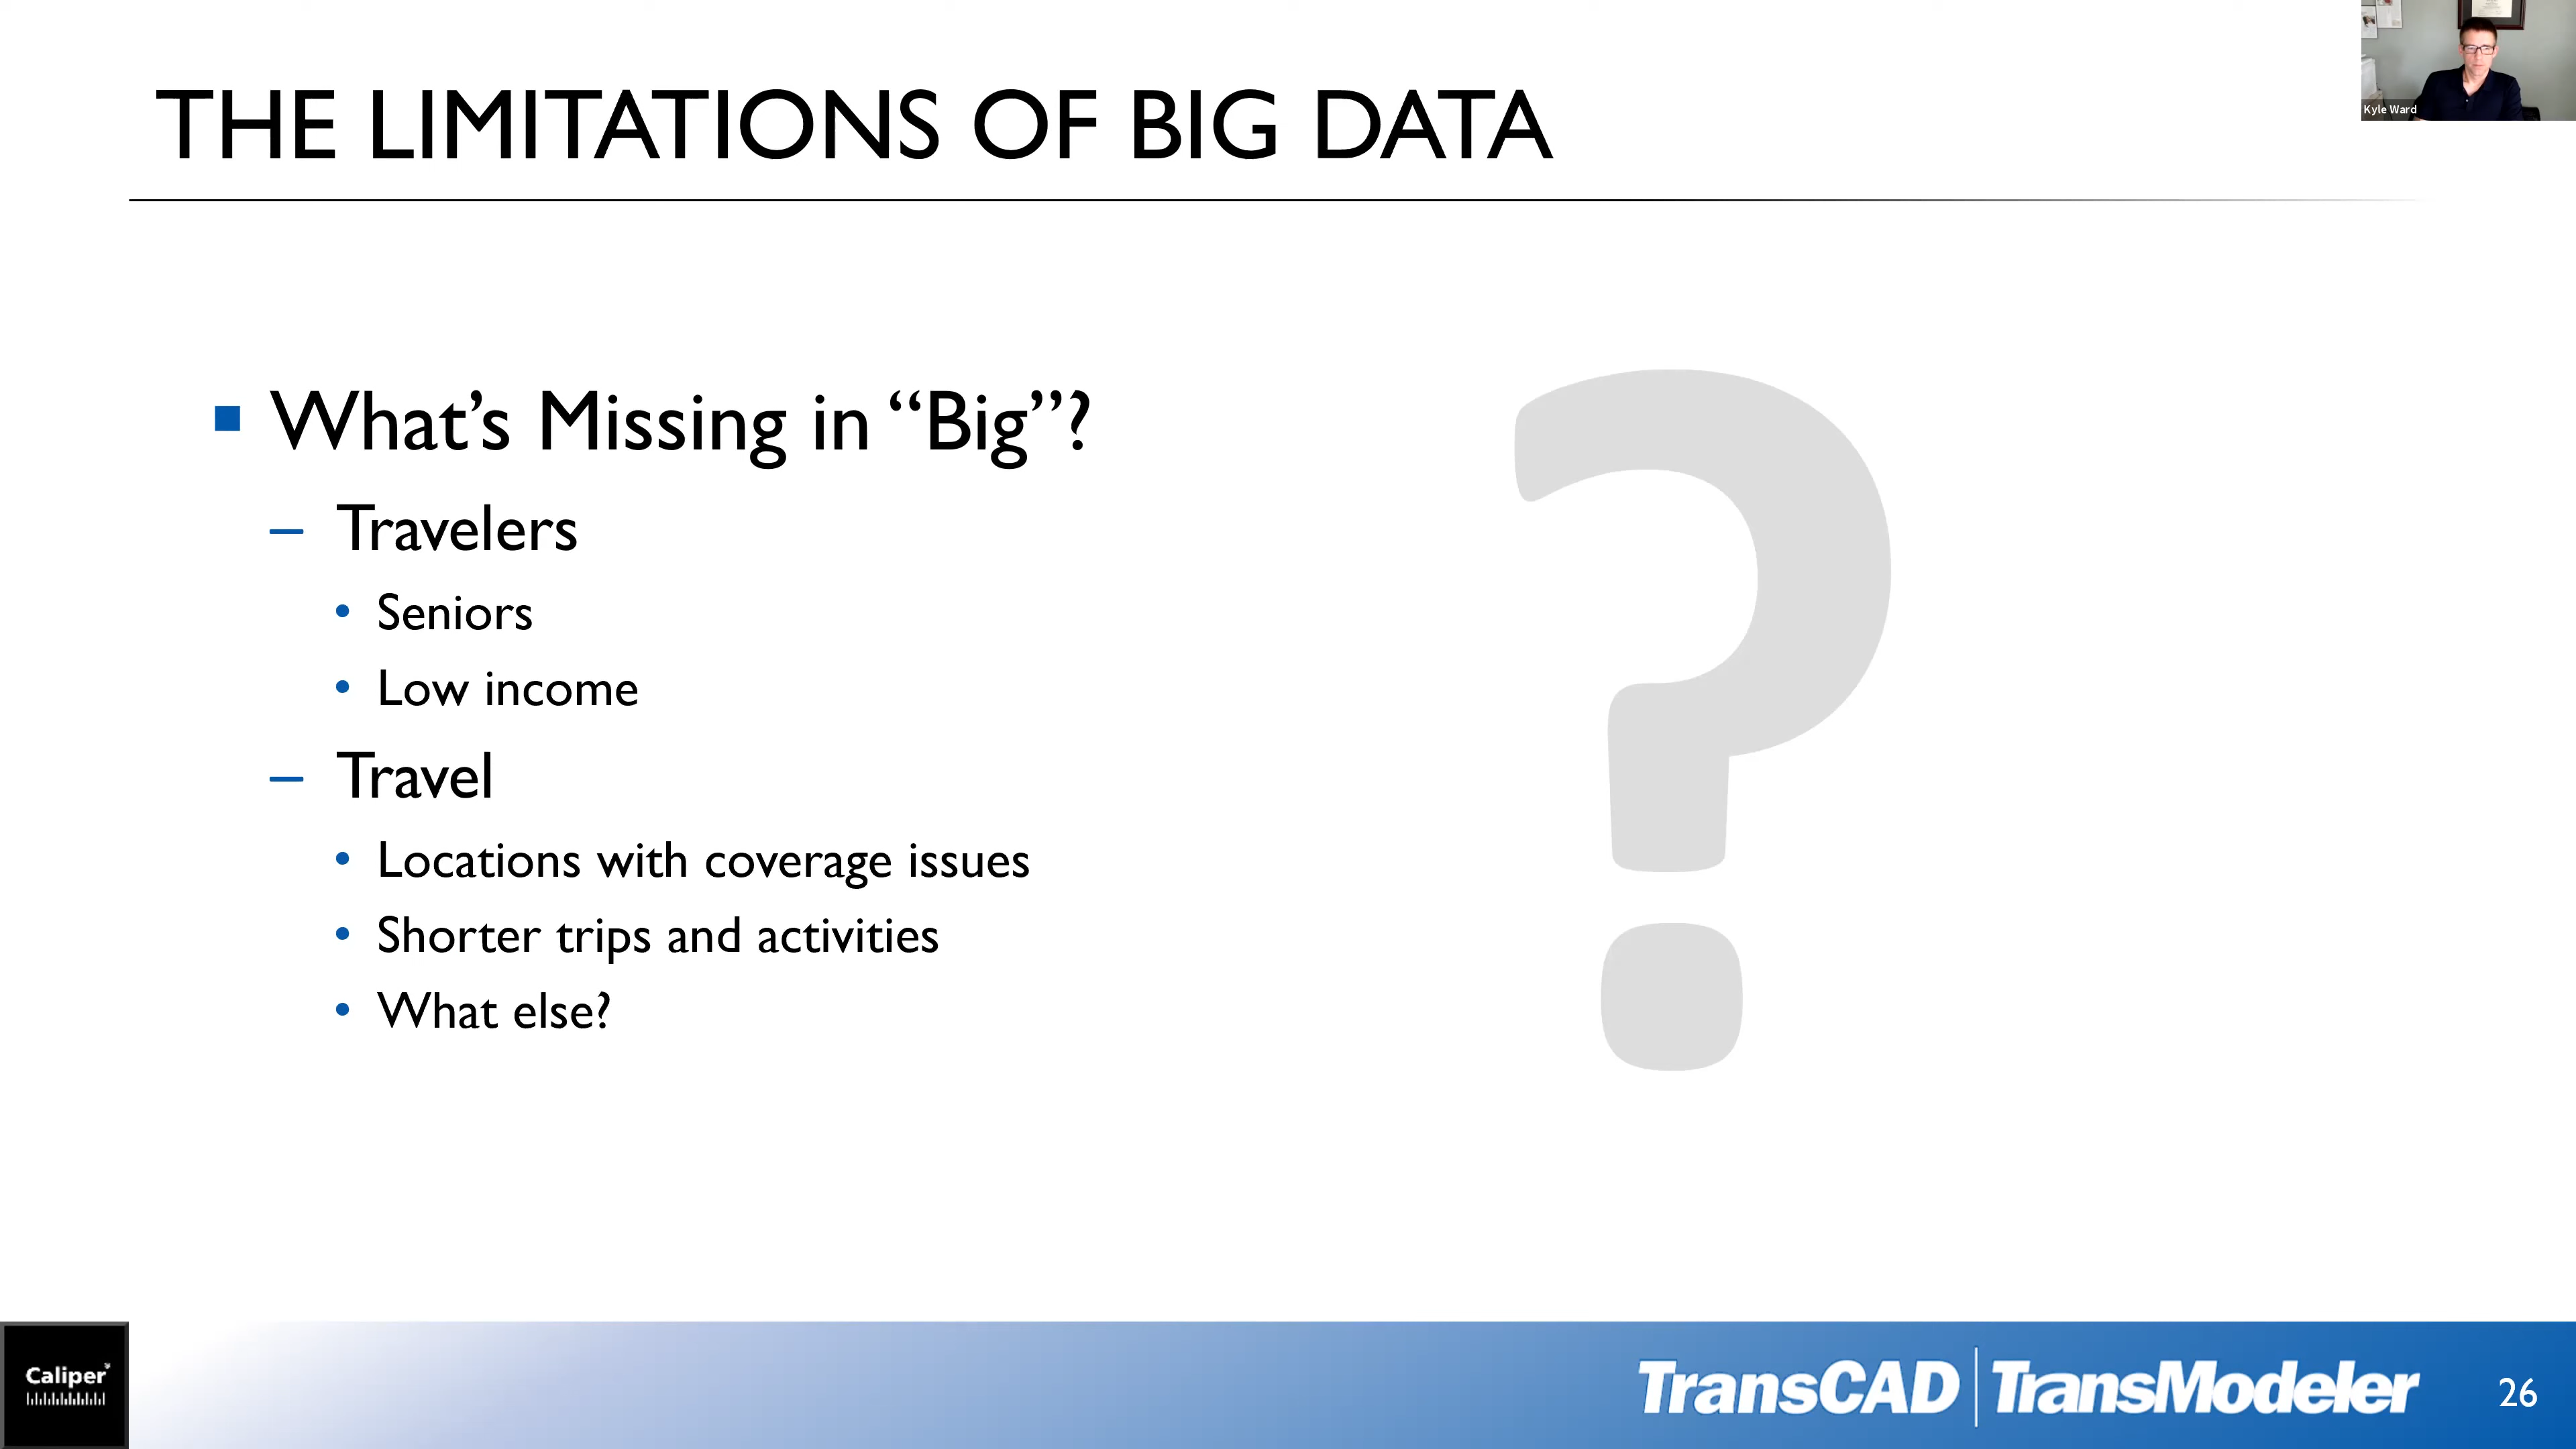 Kyle Ward
THE LIMITATIONS OF BIG DATA
What’s Missing in “Big”?
– Travelers
• Seniors
• Low income
– Travel
• Locations with coverage issues
• Shorter trips and activities
• What else?
?
Caliper
TransCAD | TransModeler
26